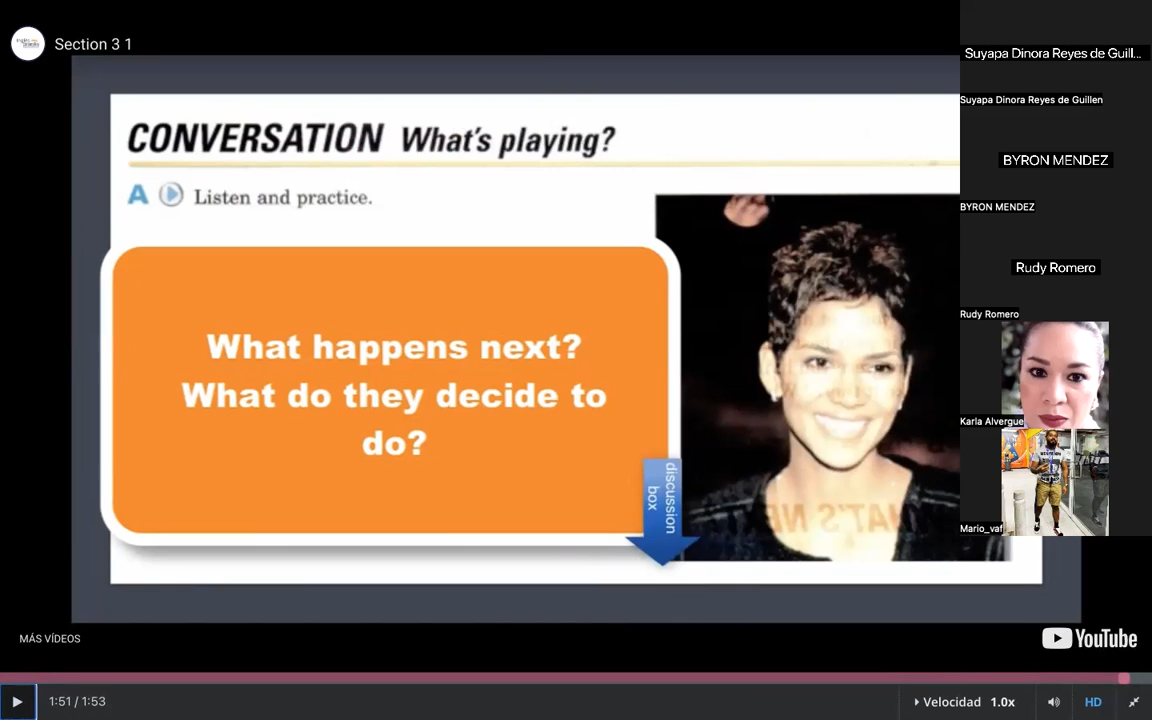 Section 3 1
CONVERSATION What's playing?
A Listen and practice.
What happens next?
What do they decide to
do?
discussion
box
Suyapa Dinora Reyes de Guill...
Suyapa Dinora Reyes de Guillen
BYRON MENDEZ
BYRON MENDEZ
Rudy Romero
Rudy Romero
Karla Alvergue
Mario_vaf
MÁS VÍDEOS
YouTube
1:51 / 1:53
Velocidad 1.0x
HD